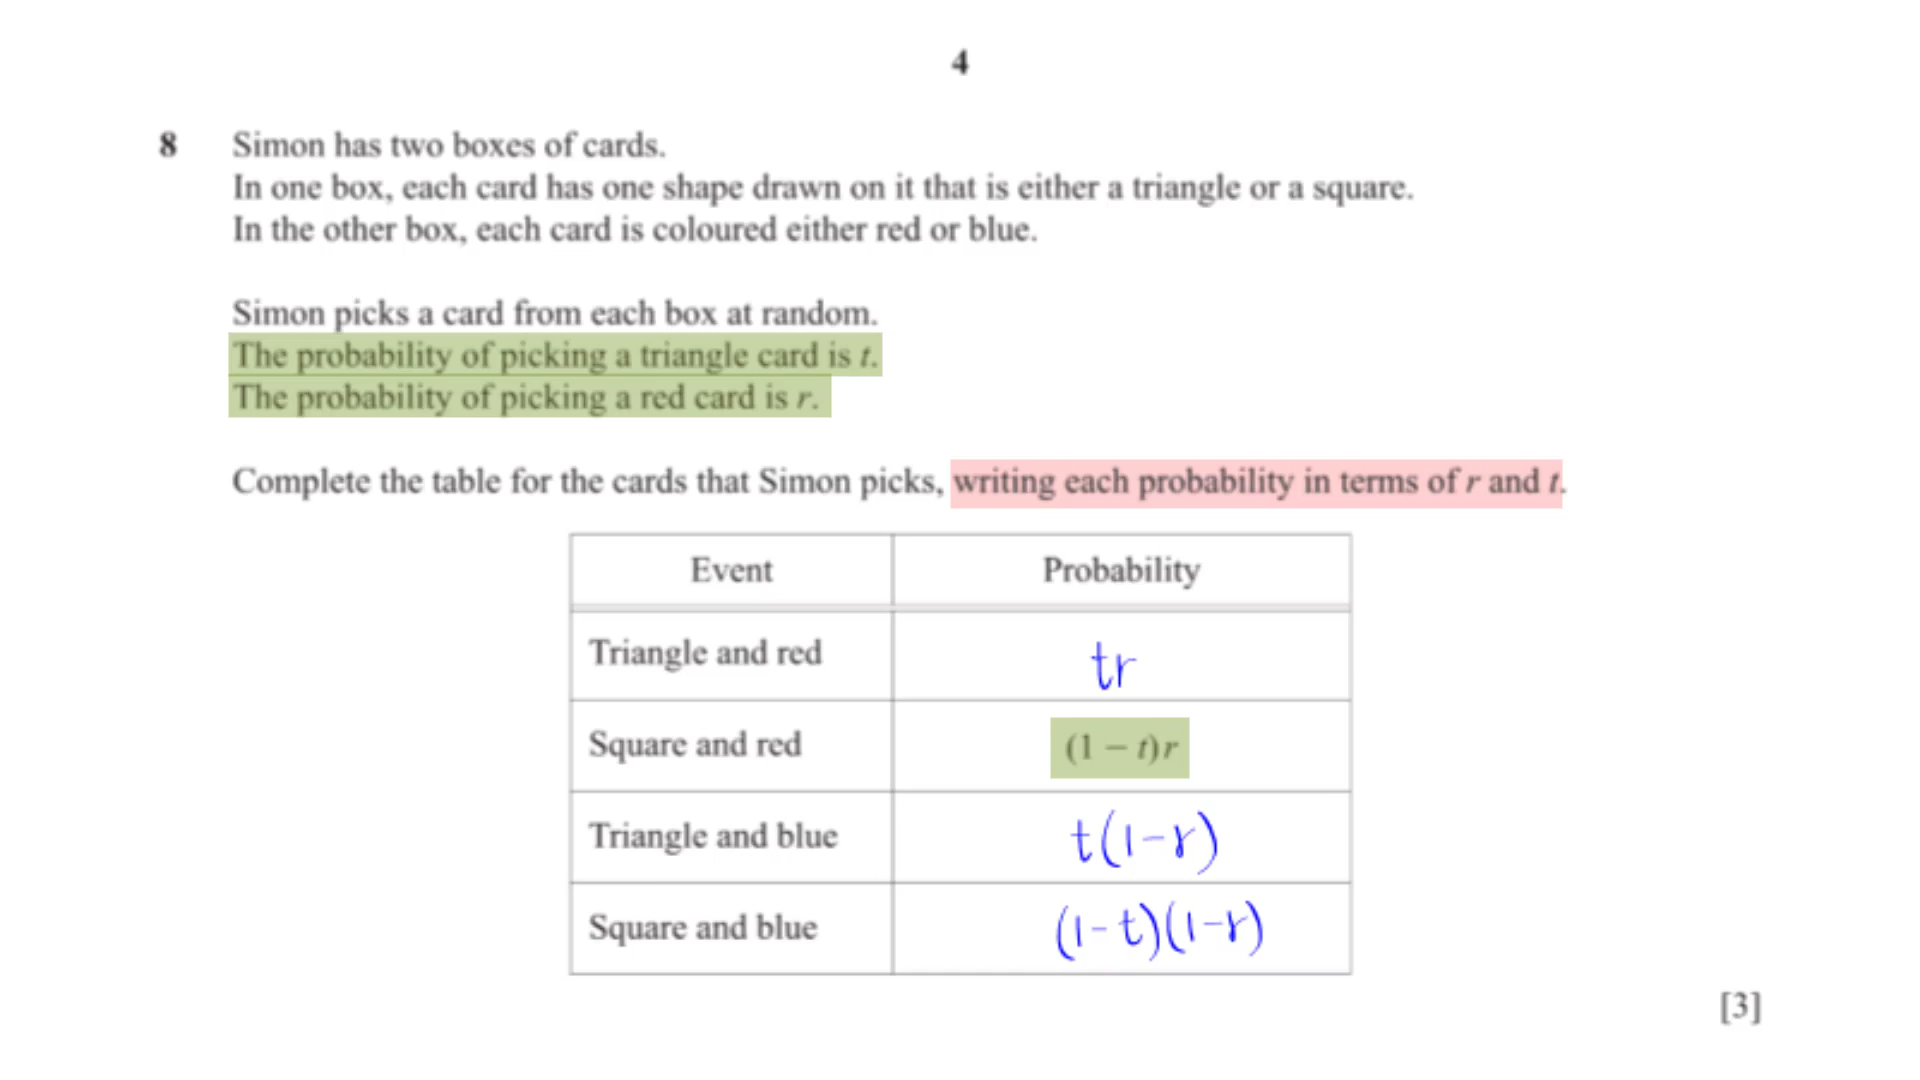 4
8 Simon has two boxes of cards.
In one box, each card has one shape drawn on it that is either a triangle or a square.
In the other box, each card is coloured either red or blue.
Simon picks a card from each box at random.
The probability of picking a triangle card is t.
The probability of picking a red card is r.
Complete the table for the cards that Simon picks, writing each probability in terms of r and t.
Event Probability
Triangle and red tr
Square and red (1 – t)r
Triangle and blue t(1-r)
Square and blue (1-t)(1-r)
[3]